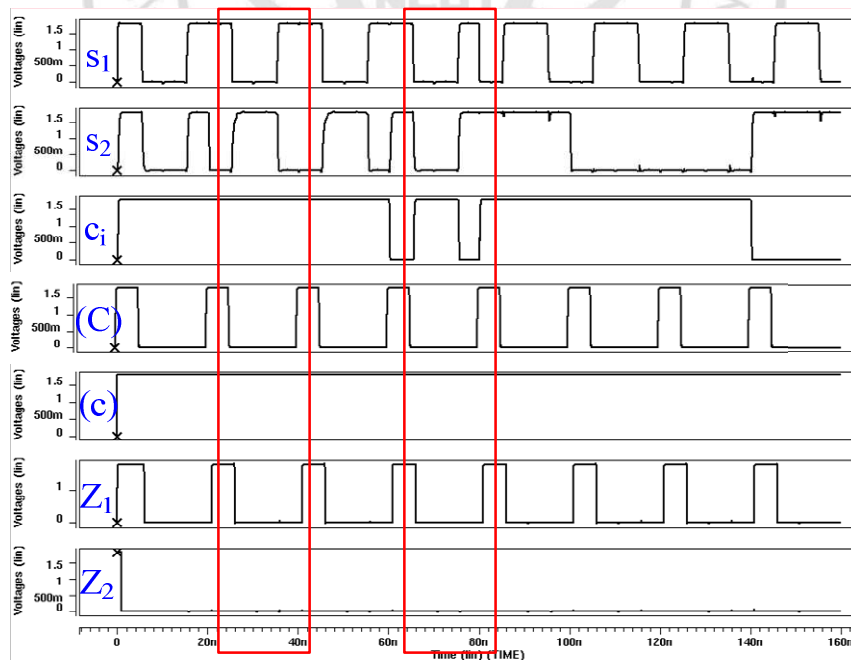 Voltages (lin)
1.5
1
500m
0
s1
Voltages (lin)
1.5
1
500m
0
s2
Voltages (lin)
1.5
1
500m
0
ci
Voltages (lin)
1.5
1
500m
0
(C)
Voltages (lin)
1.5
1
500m
0
(c)
Voltages (lin)
1
0
Z1
Voltages (lin)
1.5
1
500m
0
Z2
0 20n 40n 60n 80n 100n 120n 140n 160n
Time (lin) (TIME)